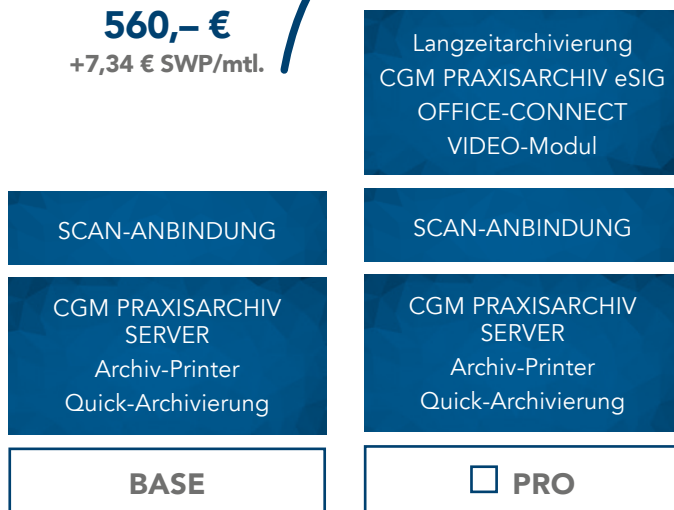 560,– €
+7,34 € SWP/mtl.
SCAN-ANBINDUNG
CGM PRAXISARCHIV
SERVER
Archiv-Printer
Quick-Archivierung
BASE
Langzeitarchivierung
CGM PRAXISARCHIV eSIG
OFFICE-CONNECT
VIDEO-Modul
SCAN-ANBINDUNG
CGM PRAXISARCHIV
SERVER
Archiv-Printer
Quick-Archivierung
PRO